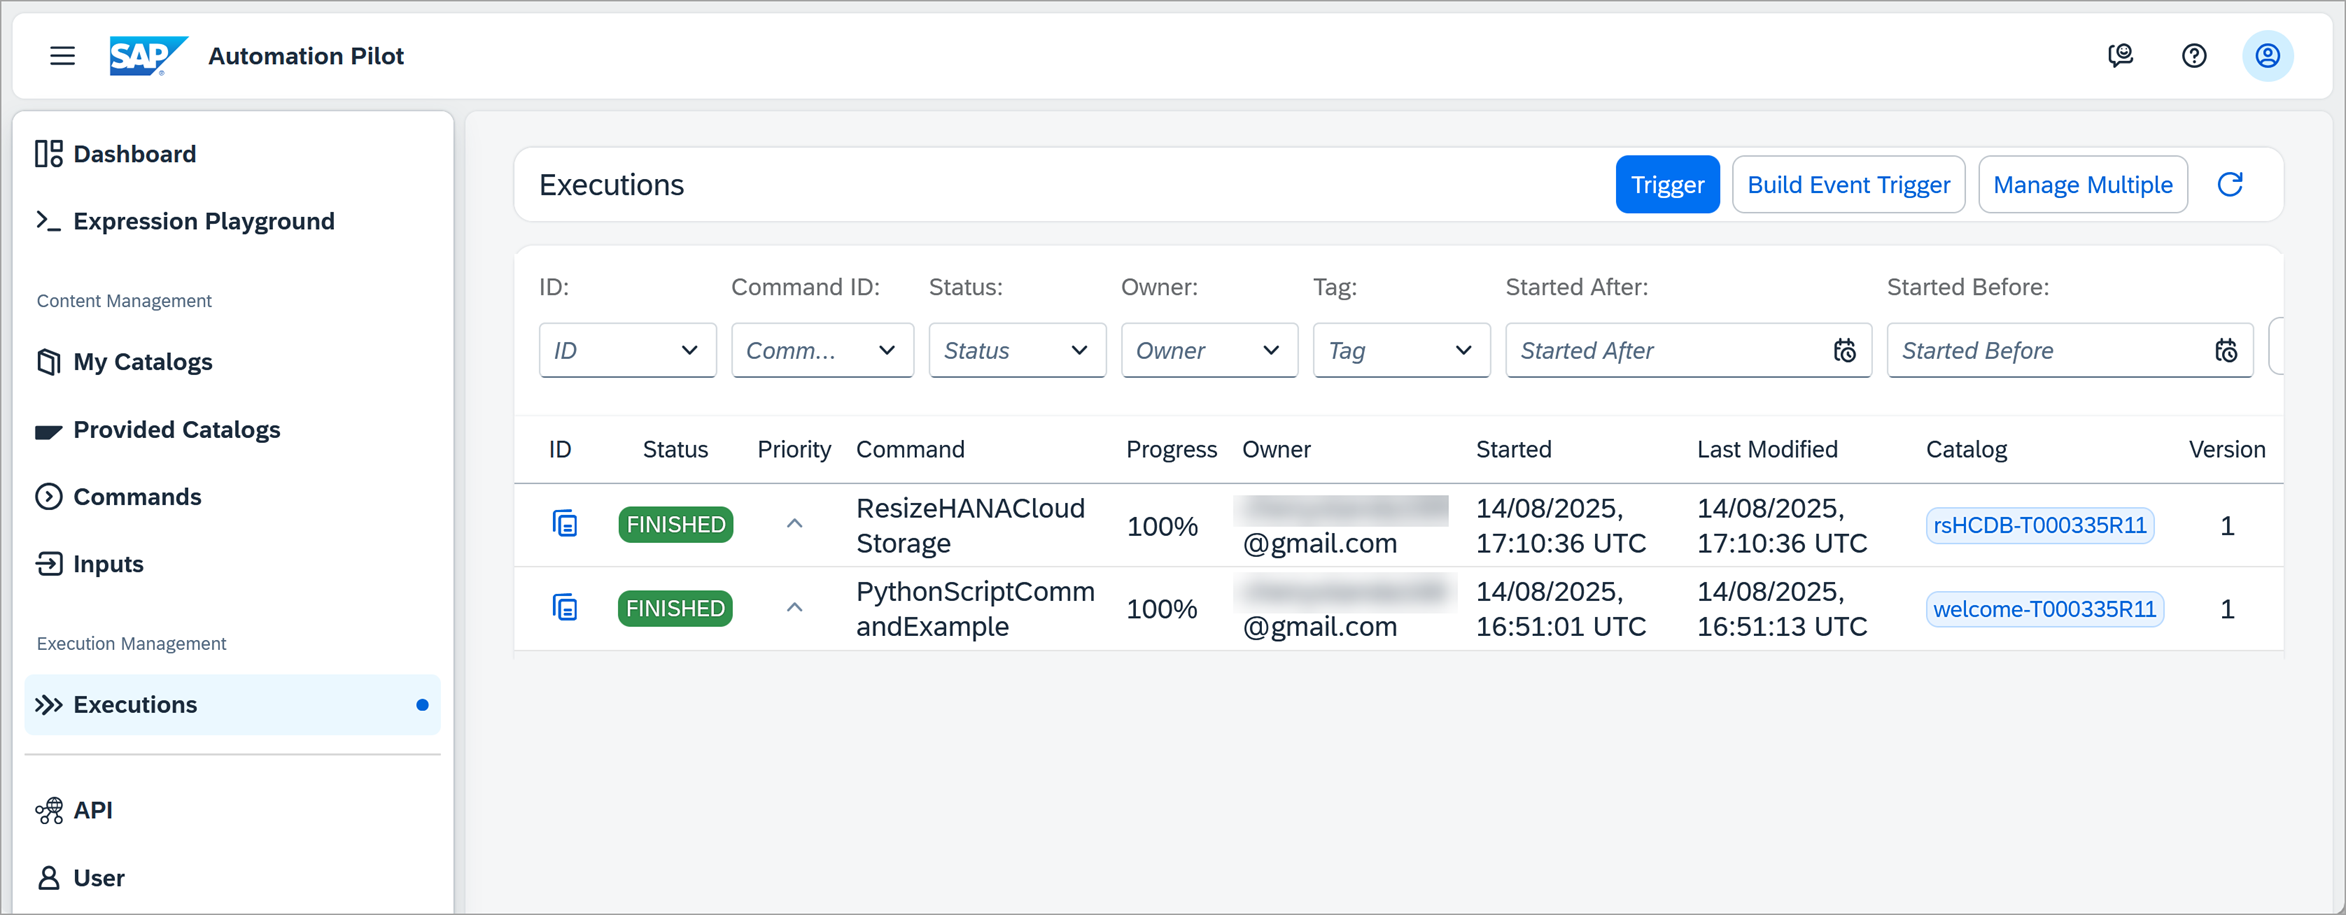 SAP
Automation Pilot
Dashboard
Expression Playground
Content Management
My Catalogs
Provided Catalogs
Commands
Inputs
Execution Management
Executions
API
User
Executions
Trigger
Build Event Trigger
Manage Multiple
ID:
Command ID:
Status:
Owner:
Tag:
Started After:
Started Before:
ID
Comm...
Status
Owner
Tag
Started After
Started Before
ID Status Priority Command Progress Owner Started Last Modified Catalog Version
FINISHED
ResizeHANACloud
Storage
100%
@gmail.com
14/08/2025,
17:10:36 UTC
14/08/2025,
17:10:36 UTC
rsHCDB-T000335R11
1
FINISHED
PythonScriptComm
andExample
100%
@gmail.com
14/08/2025,
16:51:01 UTC
14/08/2025,
16:51:13 UTC
welcome-T000335R11
1